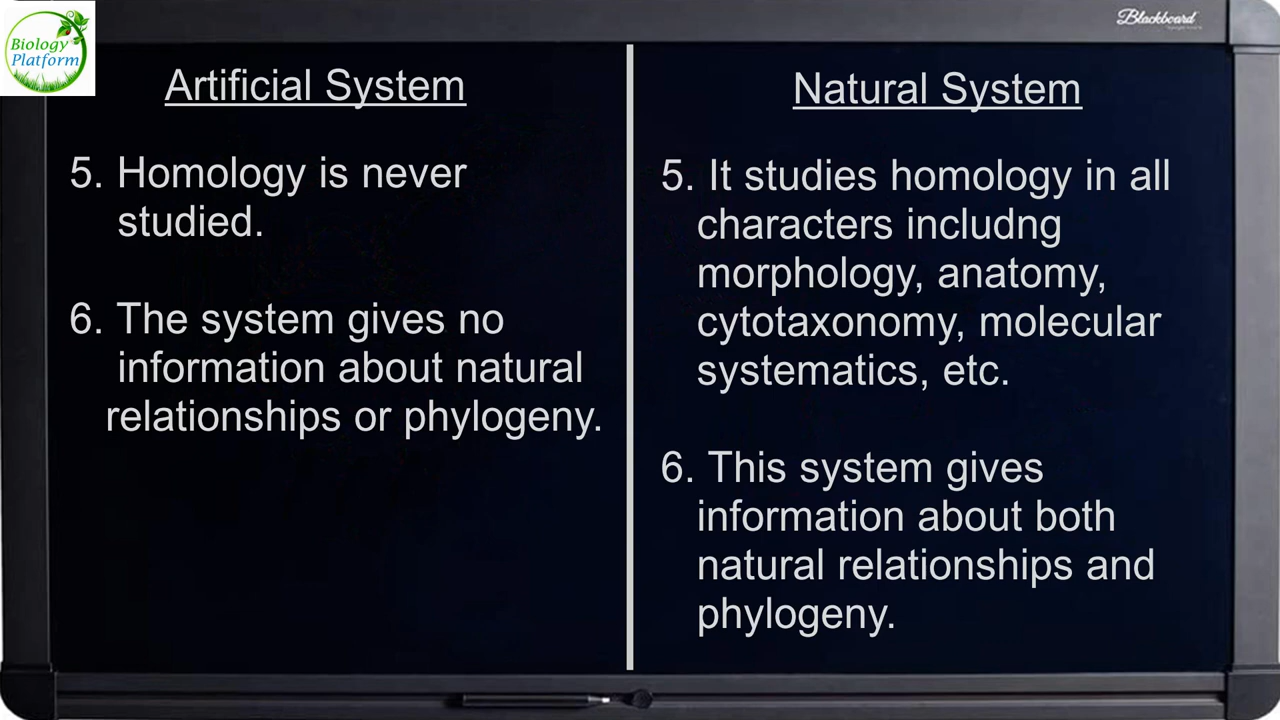 Biology
Platform
Blackboard
Artificial System
5. Homology is never
studied.
6. The system gives no
information about natural
relationships or phylogeny.
Natural System
5. It studies homology in all
characters includng
morphology, anatomy,
cytotaxonomy, molecular
systematics, etc.
6. This system gives
information about both
natural relationships and
phylogeny.